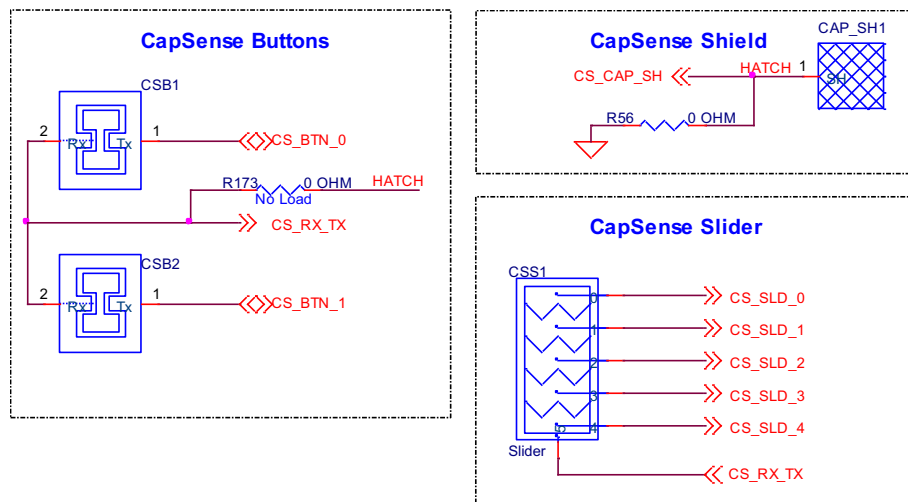 CapSense Buttons
CSB1
2 Rx Tx 1 CS_BTN_0
R173 0 OHM HATCH
No Load
CS_RX_TX
CSB2
2 Rx Tx 1 CS_BTN_1
CapSense Shield
CAP_SH1
CS_CAP_SH HATCH 1 SH
R56 0 OHM
CapSense Slider
CSS1
0 CS_SLD_0
1 CS_SLD_1
2 CS_SLD_2
3 CS_SLD_3
4 CS_SLD_4
Slider
CS_RX_TX